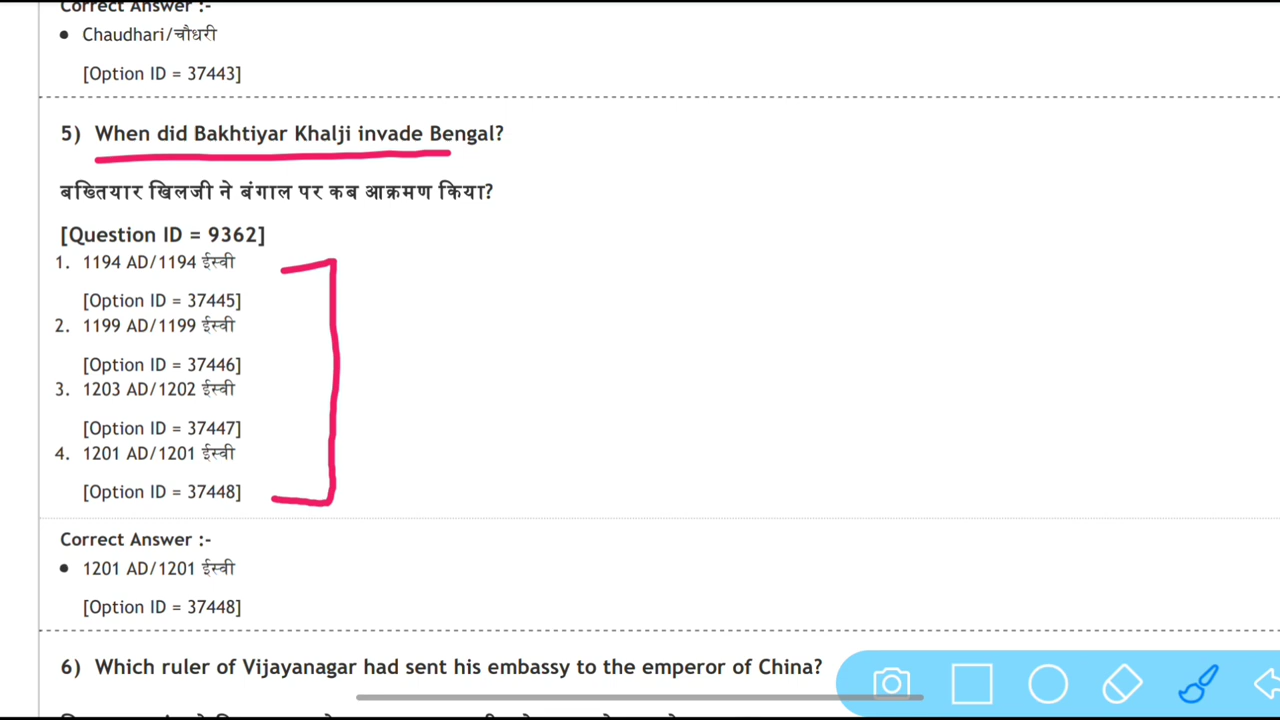 Correct Answer :-
Chaudhari/चौधरी
[Option ID = 37443]
5) When did Bakhtiyar Khalji invade Bengal?
बख्तियार खिलजी ने बंगाल पर कब आक्रमण किया?
[Question ID = 9362]
1. 1194 AD/1194 ईस्वी
[Option ID = 37445]
2. 1199 AD/1199 ईस्वी
[Option ID = 37446]
3. 1203 AD/1202 ईस्वी
[Option ID = 37447]
4. 1201 AD/1201 ईस्वी
[Option ID = 37448]
Correct Answer :-
1201 AD/1201 ईस्वी
[Option ID = 37448]
6) Which ruler of Vijayanagar had sent his embassy to the emperor of China?